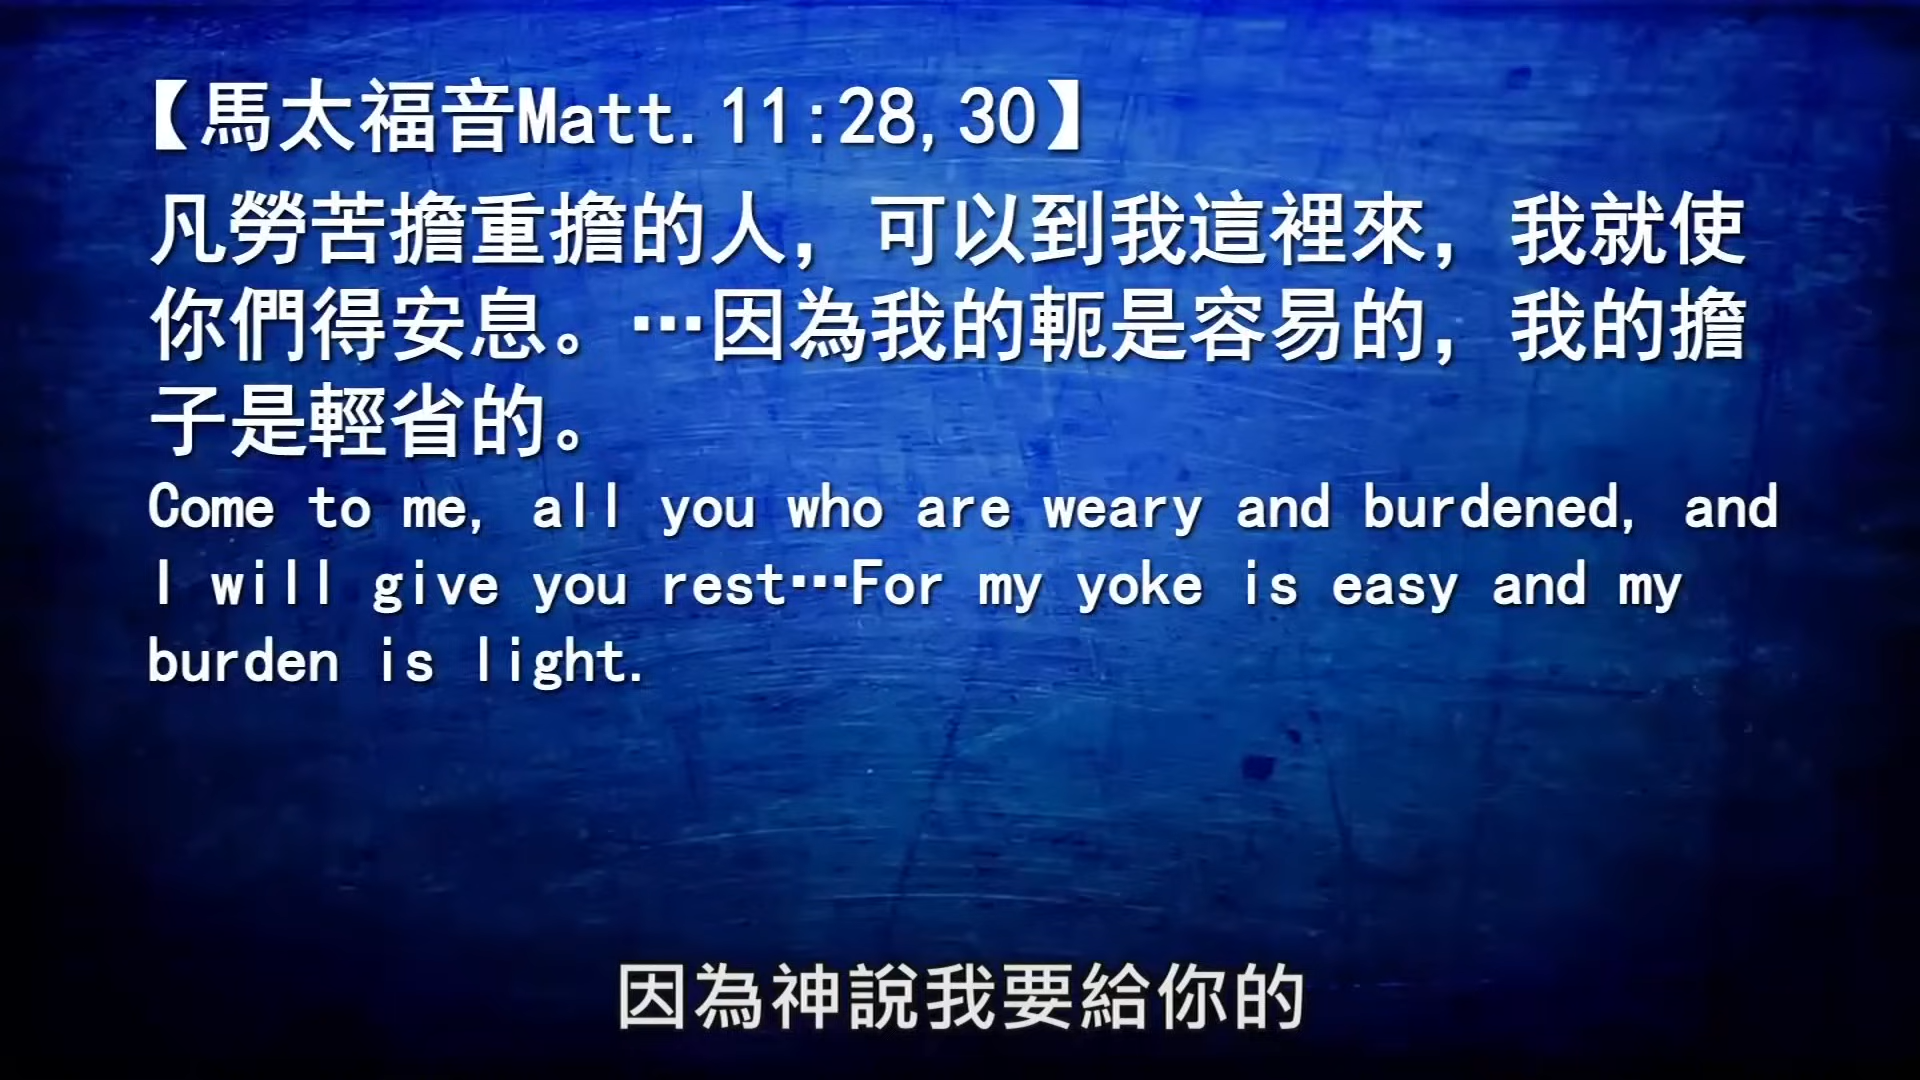 【馬太福音Matt.11:28,30】
凡勞苦擔重擔的人，可以到我這裡來，我就使
你們得安息。…因為我的軛是容易的，我的擔
子是輕省的。
Come to me, all you who are weary and burdened, and
I will give you rest…For my yoke is easy and my
burden is light.
因為神說我要給你的